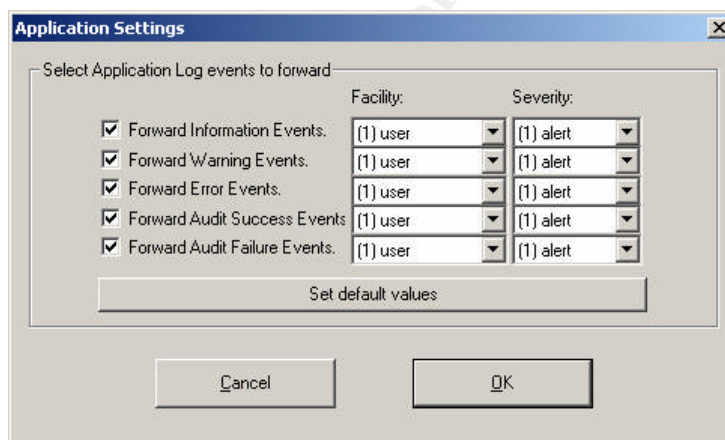 Application Settings
Select Application Log events to forward
Facility: Severity:
Forward Information Events. (1) user (1) alert
Forward Warning Events. (1) user (1) alert
Forward Error Events. (1) user (1) alert
Forward Audit Success Events (1) user (1) alert
Forward Audit Failure Events. (1) user (1) alert
Set default values
Cancel OK